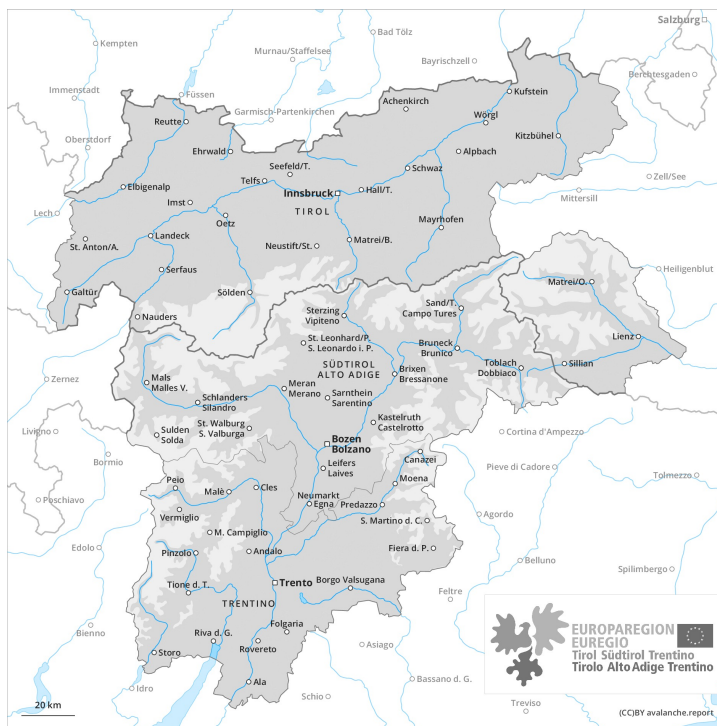 Salzburg
Kempten
Bad Tölz
Murnau/Staffelsee
Bayrischzell
Berchtesgaden
Immenstadt
Füssen
Garmisch-Partenkirchen
Achenkirch
Kufstein
Reutte
Wörgl
Oberstdorf
Ehrwald
Kitzbühel
Alpbach
Seefeld/T.
Schwaz
Telfs
Zell/See
Elbigenalp
Innsbruck
Hall/T.
Mittersill
Imst
TIROL
Lech
Oetz
Mayrhofen
Landeck
St. Anton/A.
Neustift/St.
Matrei/B.
Serfaus
Heiligenblut
Galtür
Sölden
Matrei/O.
Nauders
Sand/T.
Campo Tures
Sterzing
Vipiteno
Lienz
St. Leonhard/P.
S. Leonardo i. P.
Bruneck
Brunico
Toblach
Dobbiaco
Sillian
SÜDTIROL
ALTO ADIGE
Brixen
Bressanone
Zernez
Mals
Malles V.
Meran
Merano
Sarnthein
Sarentino
Schlanders
Silandro
Kastelruth
Castelrotto
St. Walburg
S. Valburga
Sulden
Solda
Livigno
Cortina d'Ampezzo
Bozen
Bolzano
Canazei
Bormio
Leifers
Laives
Pieve di Cadore
Tolmezzo
Peio
Malè
Cles
Moena
Neumarkt
Egna
Predazzo
Poschiavo
Vermiglio
S. Martino d. C.
Agordo
M. Campiglio
Edolo
Pinzolo
Andalo
Fiera d. P.
Belluno
Spilimbergo
Tione d. T.
Trento
Borgo Valsugana
Feltre
TRENTINO
Folgaria
Bienno
Riva d. G.
Rovereto
Asiago
Storo
Ala
Idro
Schio
Bassano d. G.
Treviso
EUROPAREGION
EUREGIO
Tirol Südtirol Trentino
Tirolo Alto Adige Trentino
20 km
(CC)BY avalanche.report